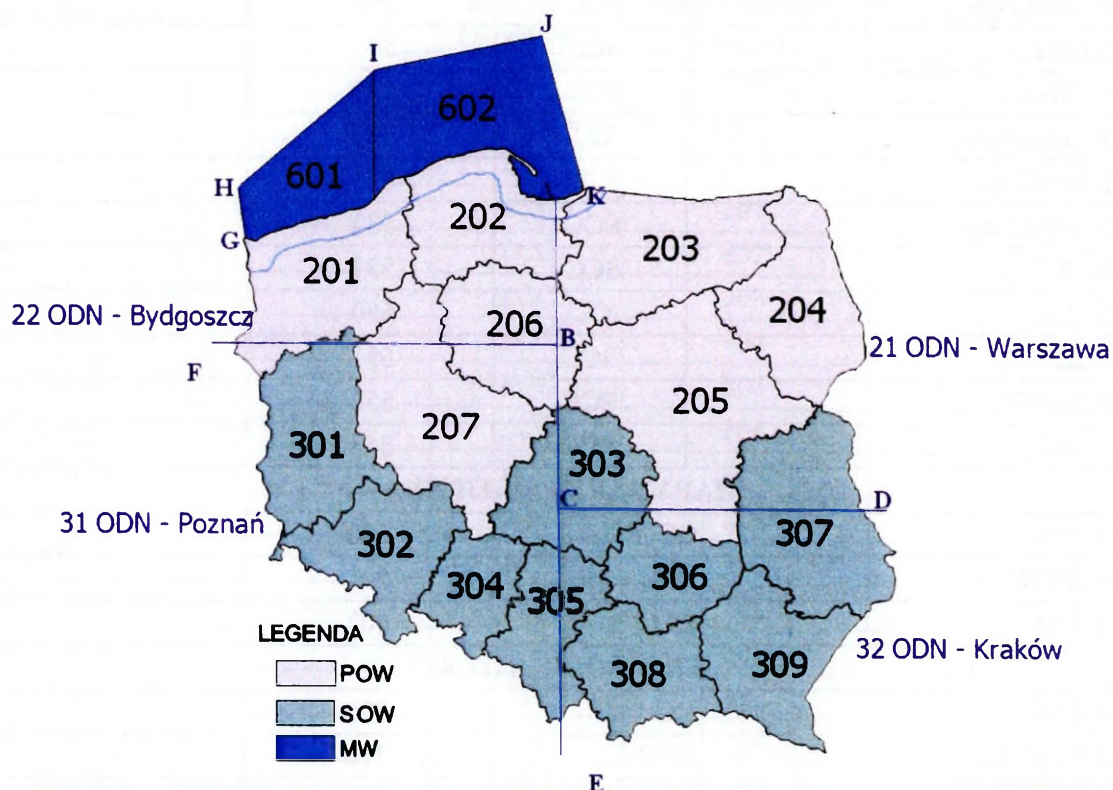 J
I
602
H
601
A
K
202
G
203
201
22 ODN - Bydgoszcz
206
204
B
21 ODN - Warszawa
F
205
207
301
303
C
D
31 ODN - Poznań
302
307
304
306
305
LEGENDA
32 ODN - Kraków
POW
308
309
SOW
MW
E